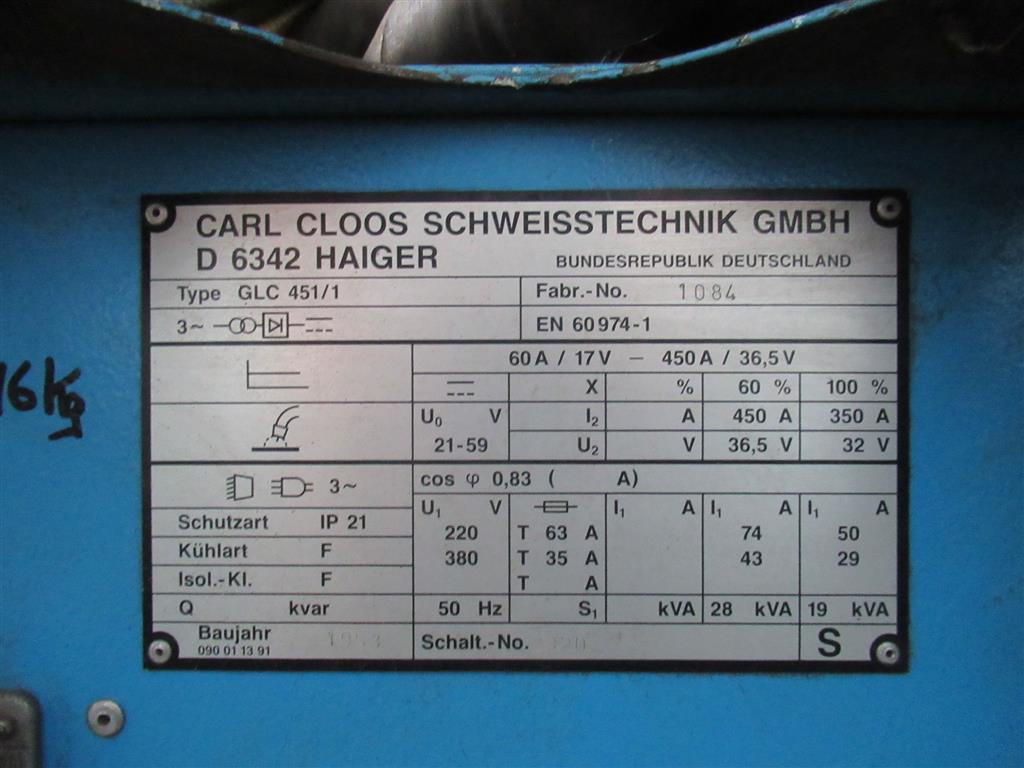 CARL CLOOS SCHWEISSTECHNIK GMBH
D 6342 HAIGER BUNDESREPUBLIK DEUTSCHLAND
Type GLC 451/1 Fabr.-No. 1084
3~ EN 60974-1
60 A / 17 V – 450 A / 36,5 V
X % 60 % 100 %
U₀ V I₂ A 450 A 350 A
21-59 U₂ V 36,5 V 32 V
3~ cos φ 0,83 ( A)
U₁ V I₁ A I₁ A I₁ A
Schutzart IP 21 220 T 63 A 74 50
Kühlart F 380 T 35 A 43 29
Isol.-Kl. F T A
Q kvar 50 Hz S₁ kVA 28 kVA 19 kVA
Baujahr Schalt.-No. S
090 01 13 91
16kg